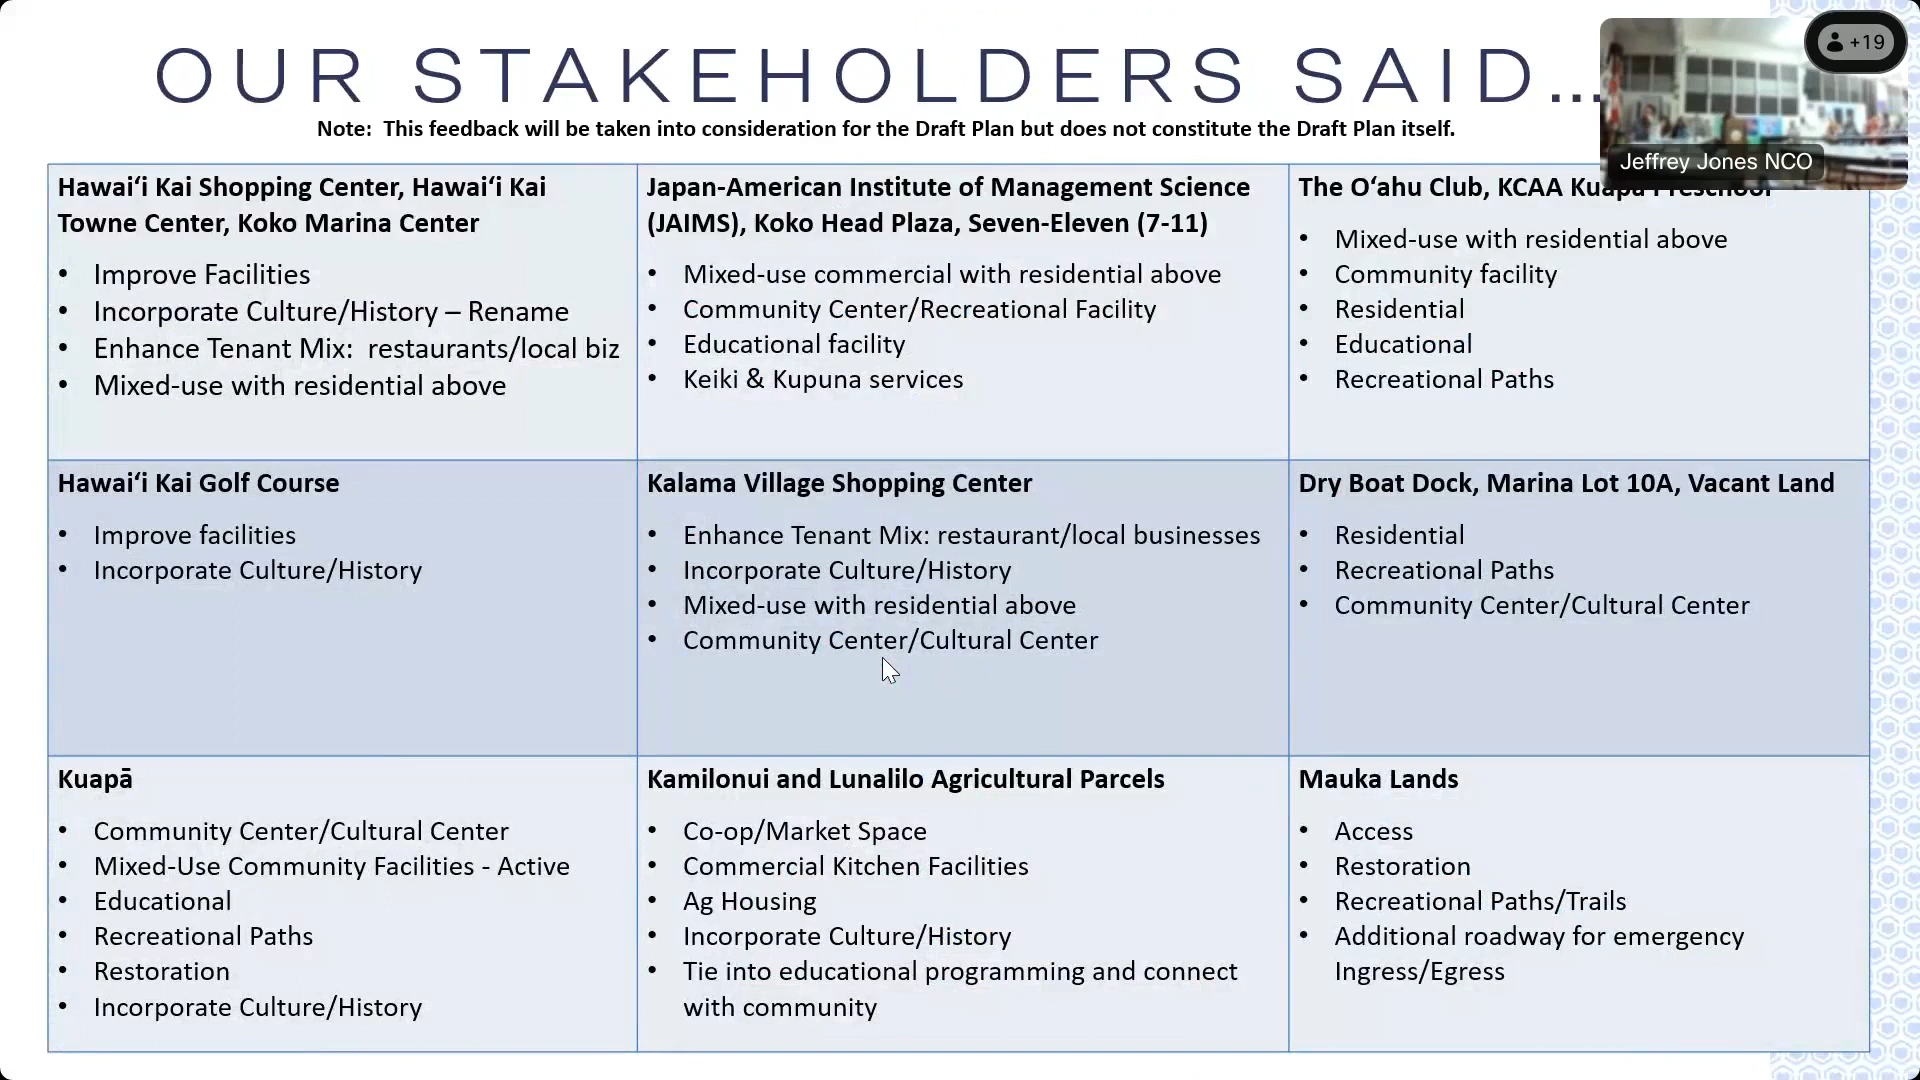 OUR STAKEHOLDERS SAID...
Note:  This feedback will be taken into consideration for the Draft Plan but does not constitute the Draft Plan itself.
+19
Jeffrey Jones NCO
Hawaiʻi Kai Shopping Center, Hawaiʻi Kai
Towne Center, Koko Marina Center
• Improve Facilities
• Incorporate Culture/History – Rename
• Enhance Tenant Mix:  restaurants/local biz
• Mixed-use with residential above
Japan-American Institute of Management Science
(JAIMS), Koko Head Plaza, Seven-Eleven (7-11)
• Mixed-use commercial with residential above
• Community Center/Recreational Facility
• Educational facility
• Keiki & Kupuna services
The Oʻahu Club, KCAA Kuapā Preschool
• Mixed-use with residential above
• Community facility
• Residential
• Educational
• Recreational Paths
Hawaiʻi Kai Golf Course
• Improve facilities
• Incorporate Culture/History
Kalama Village Shopping Center
• Enhance Tenant Mix: restaurant/local businesses
• Incorporate Culture/History
• Mixed-use with residential above
• Community Center/Cultural Center
Dry Boat Dock, Marina Lot 10A, Vacant Land
• Residential
• Recreational Paths
• Community Center/Cultural Center
Kuapā
• Community Center/Cultural Center
• Mixed-Use Community Facilities - Active
• Educational
• Recreational Paths
• Restoration
• Incorporate Culture/History
Kamilonui and Lunalilo Agricultural Parcels
• Co-op/Market Space
• Commercial Kitchen Facilities
• Ag Housing
• Incorporate Culture/History
• Tie into educational programming and connect
with community
Mauka Lands
• Access
• Restoration
• Recreational Paths/Trails
• Additional roadway for emergency
Ingress/Egress